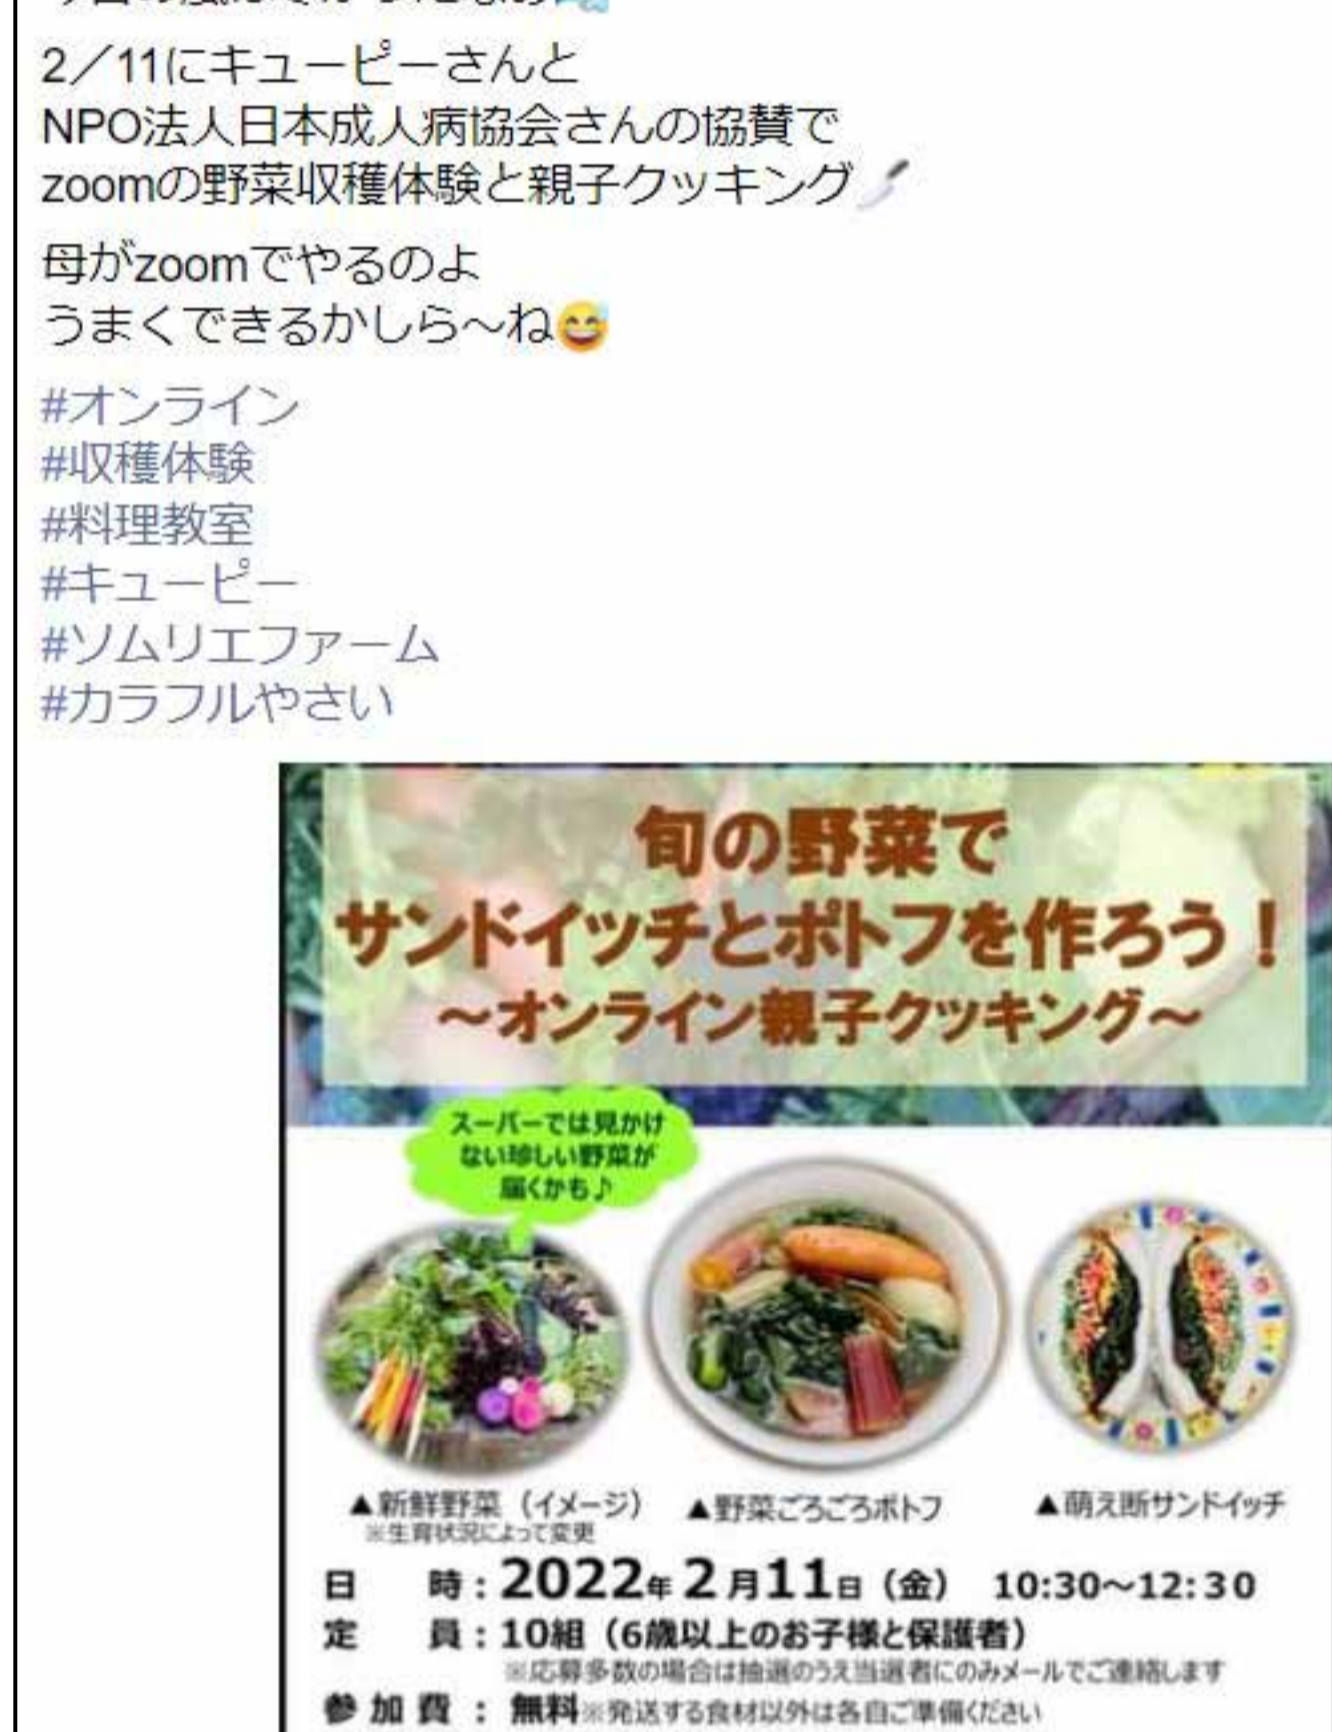 2／11にキューピーさんと
NPO法人日本成人病協会さんの協賛で
zoomの野菜収穫体験と親子クッキング🔪
母がzoomでやるのよ
うまくできるかしら～ね😅
#オンライン
#収穫体験
#料理教室
#キューピー
#ソムリエファーム
#カラフルやさい
旬の野菜で
サンドイッチとポトフを作ろう！
～オンライン親子クッキング～
スーパーでは見かけ
ない珍しい野菜が
届くかも♪
▲新鮮野菜（イメージ）
※生育状況によって変更
▲野菜ごろごろポトフ
▲萌え断サンドイッチ
日　時：2022年2月11日（金） 10:30～12:30
定　員：10組（6歳以上のお子様と保護者）
※応募多数の場合は抽選のうえ当選者にのみメールでご連絡します
参加費：無料※発送する食材以外は各自ご準備ください